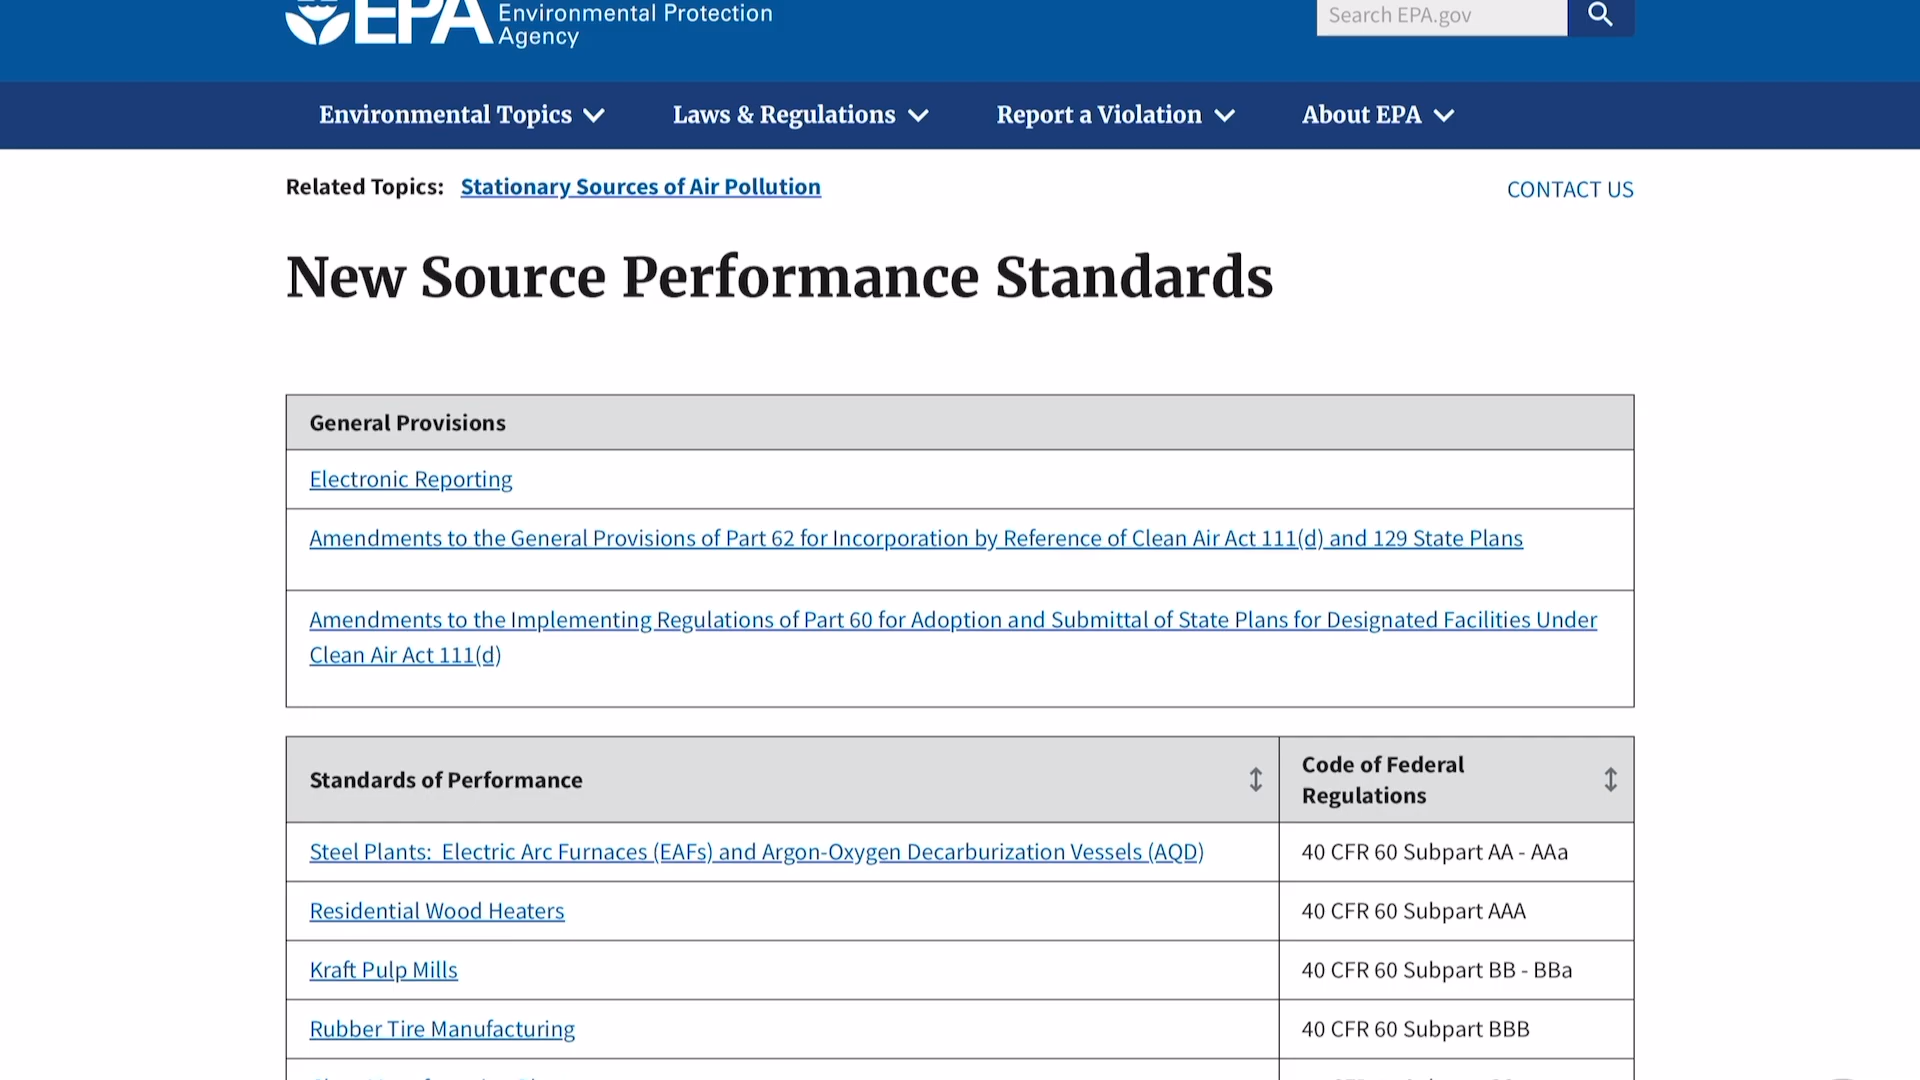 EPA Environmental Protection
Agency
Search EPA.gov
Environmental Topics
Laws & Regulations
Report a Violation
About EPA
Related Topics: Stationary Sources of Air Pollution
CONTACT US
New Source Performance Standards
General Provisions
Electronic Reporting
Amendments to the General Provisions of Part 62 for Incorporation by Reference of Clean Air Act 111(d) and 129 State Plans
Amendments to the Implementing Regulations of Part 60 for Adoption and Submittal of State Plans for Designated Facilities Under
Clean Air Act 111(d)
Standards of Performance
Code of Federal
Regulations
Steel Plants: Electric Arc Furnaces (EAFs) and Argon-Oxygen Decarburization Vessels (AQD)
40 CFR 60 Subpart AA - AAa
Residential Wood Heaters
40 CFR 60 Subpart AAA
Kraft Pulp Mills
40 CFR 60 Subpart BB - BBa
Rubber Tire Manufacturing
40 CFR 60 Subpart BBB